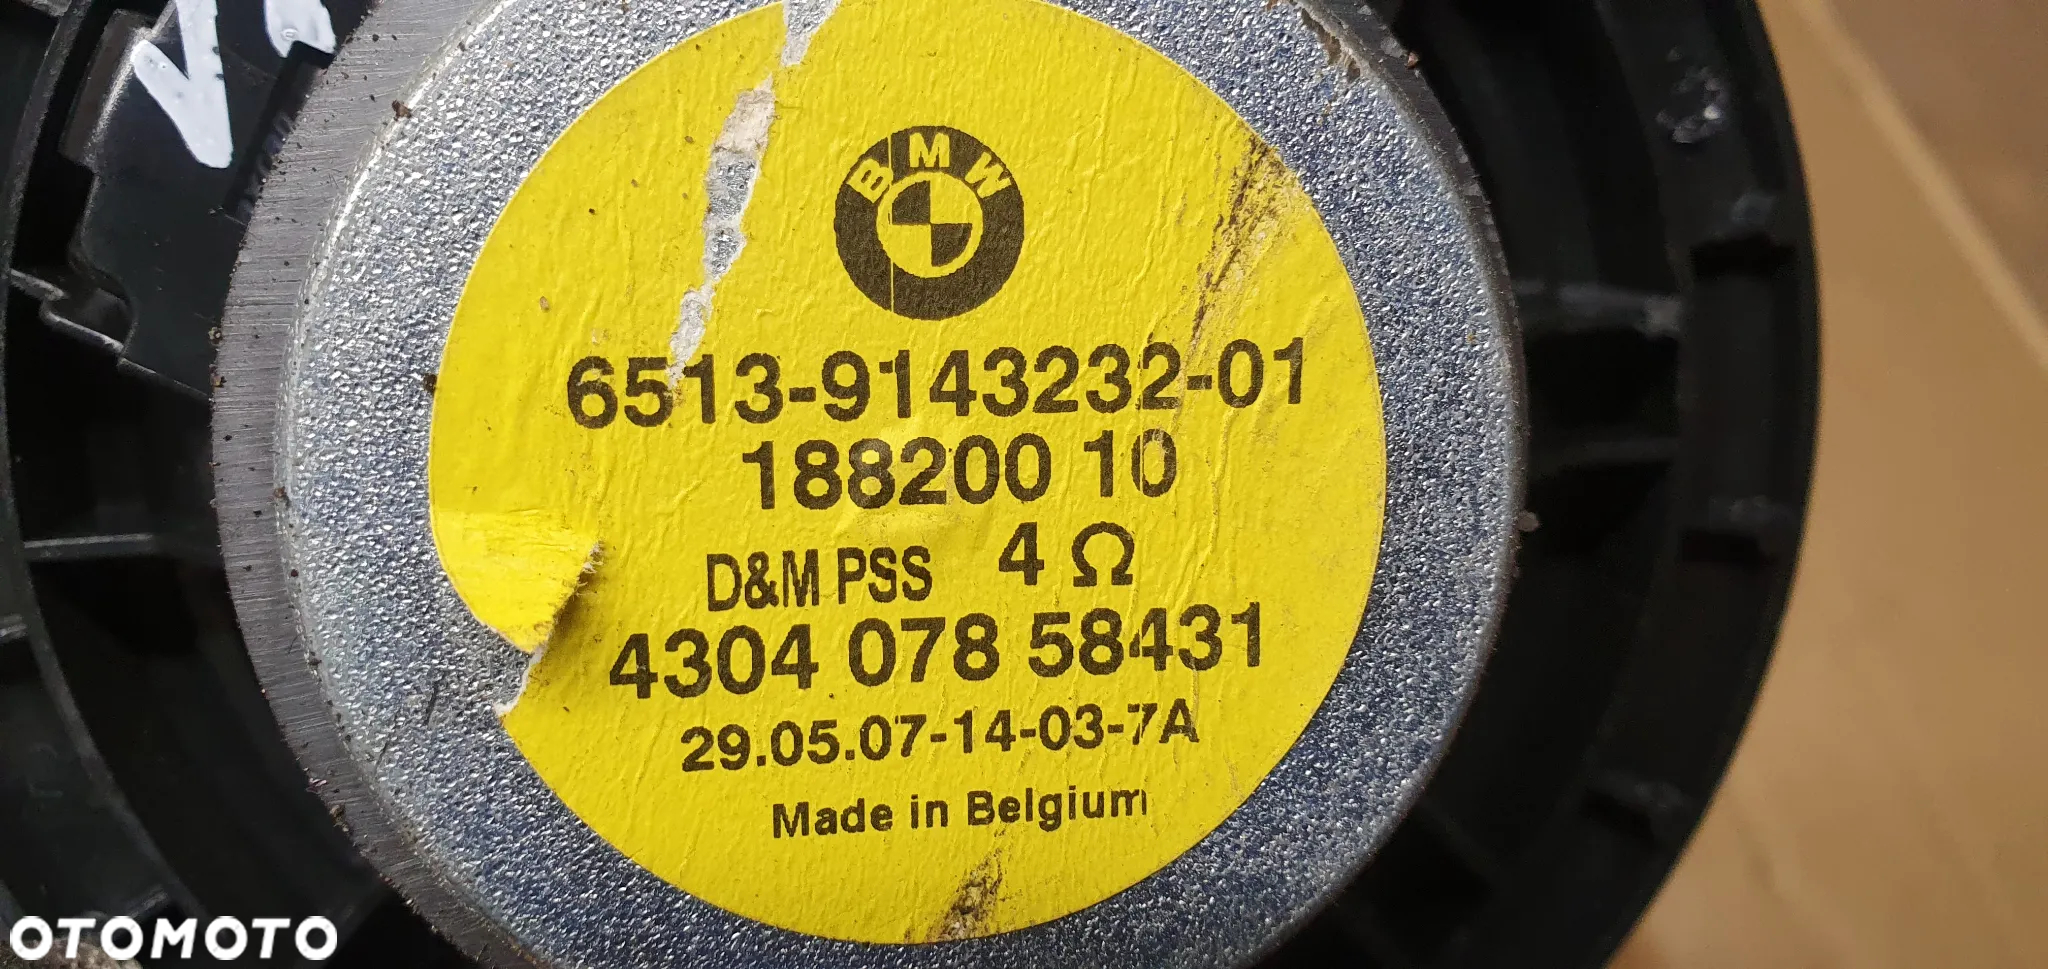 BMW
6513-9143232-01
188200 10
D&M PSS 4 Ω
4304 078 58431
29.05.07-14-03-7A
Made in Belgium
OTOMOTO